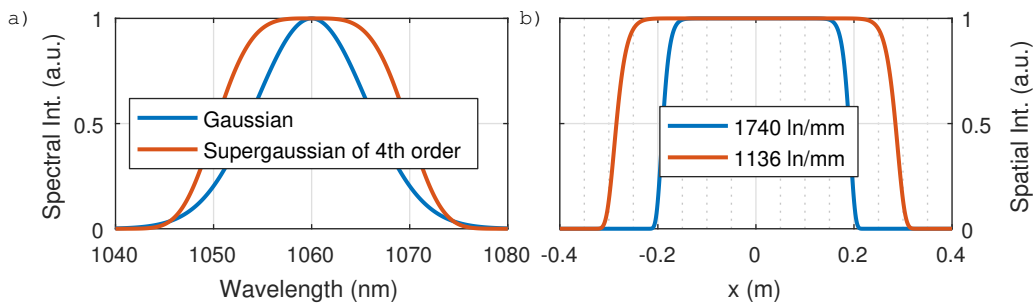 a)
Spectral Int. (a.u.)
1
0.5
0
Gaussian
Supergaussian of 4th order
1040 1050 1060 1070 1080
Wavelength (nm)
b)
1740 ln/mm
1136 ln/mm
1
0.5
0
Spatial Int. (a.u.)
-0.4 -0.2 0 0.2 0.4
x (m)